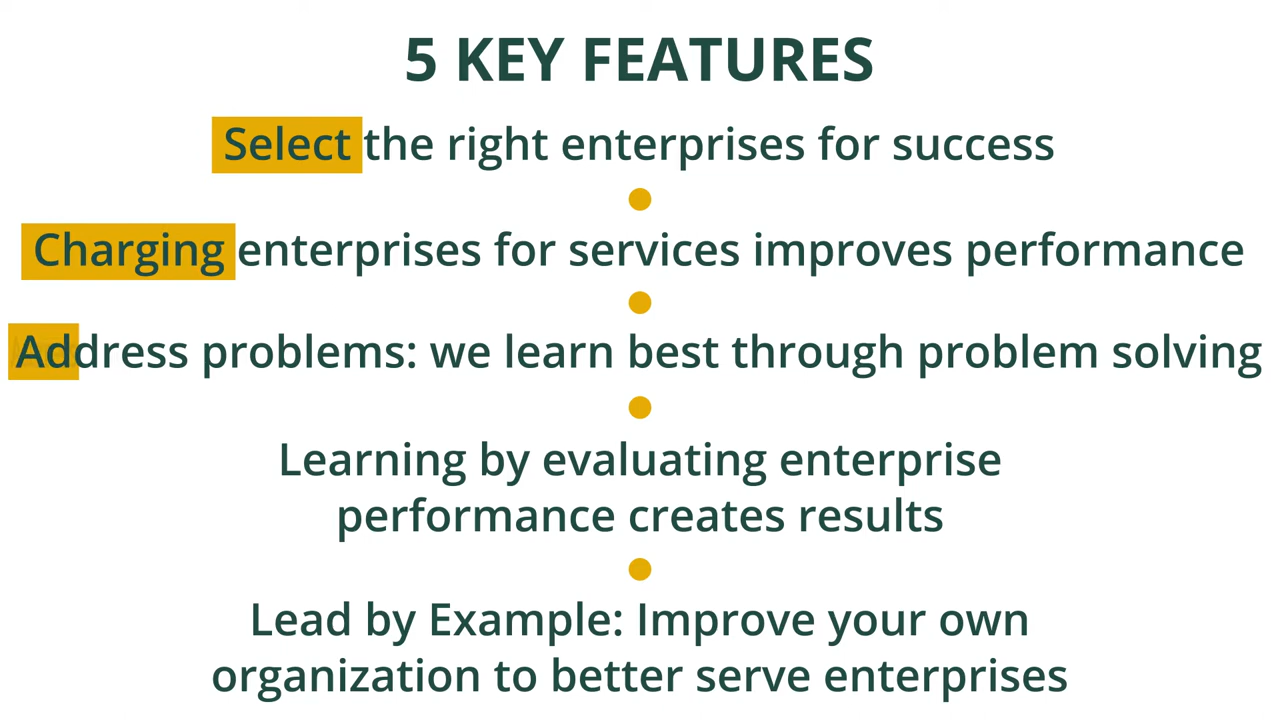 5 KEY FEATURES
Select the right enterprises for success
Charging enterprises for services improves performance
Address problems: we learn best through problem solving
Learning by evaluating enterprise
performance creates results
Lead by Example: Improve your own
organization to better serve enterprises